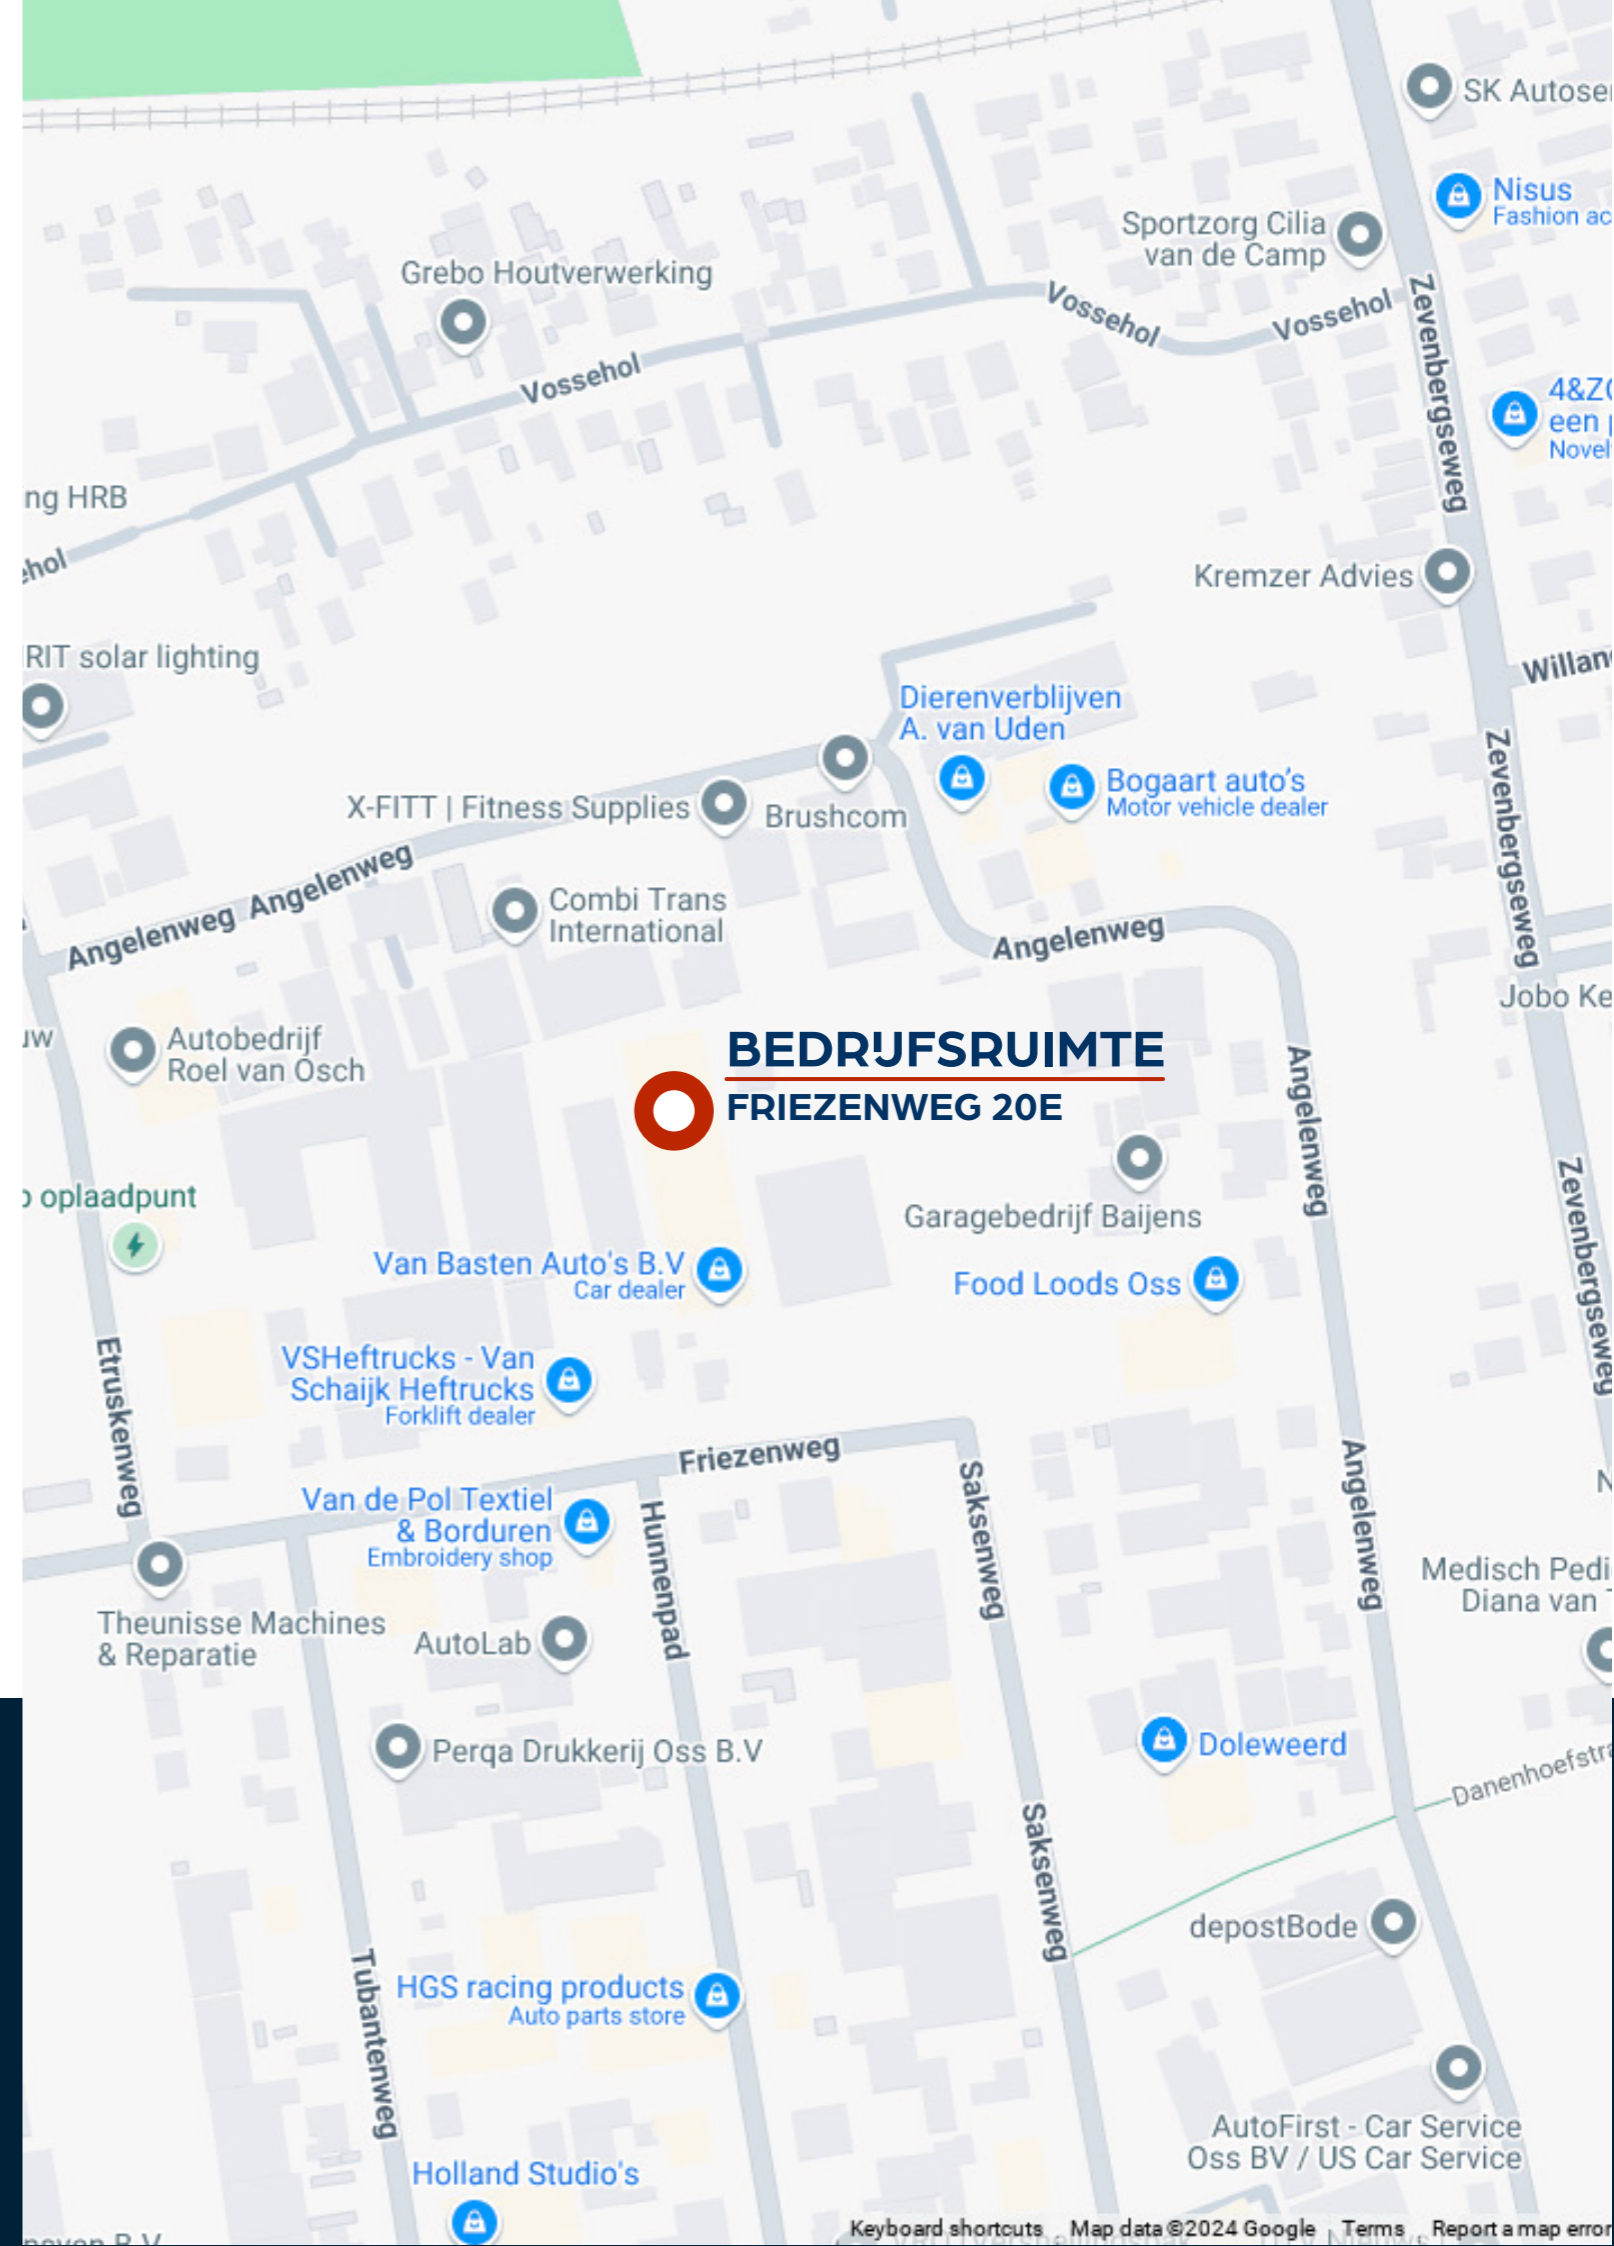 SK Autoser
Nisus
Fashion ac
Sportzorg Cilia
van de Camp
Grebo Houtverwerking
Vossehol
Vossehol
Vossehol
Zevenbergseweg
4&ZO
een p
Novel
ng HRB
ehol
Kremzer Advies
RIT solar lighting
Willan
Dierenverblijven
A. van Uden
Bogaart auto's
Motor vehicle dealer
X-FITT | Fitness Supplies
Brushcom
Zevenbergseweg
Angelenweg
Angelenweg
Combi Trans
International
Angelenweg
Jobo Ke
uw
Autobedrijf
Roel van Osch
BEDRIJFSRUIMTE
FRIEZENWEG 20E
Angelenweg
Garagebedrijf Baijens
o oplaadpunt
Zevenbergseweg
Van Basten Auto's B.V
Car dealer
Food Loods Oss
Etruskenweg
VSHeftrucks - Van
Schaijk Heftrucks
Forklift dealer
Friezenweg
Saksenweg
Angelenweg
N
Van de Pol Textiel
& Borduren
Embroidery shop
Hunnenpad
Medisch Pedi
Diana van T
Theunisse Machines
& Reparatie
AutoLab
Perqa Drukkerij Oss B.V
Doleweerd
Danenhoefstra
Saksenweg
depostBode
Tubantenweg
HGS racing products
Auto parts store
AutoFirst - Car Service
Oss BV / US Car Service
Holland Studio's
Keyboard shortcuts Map data ©2024 Google Terms Report a map error